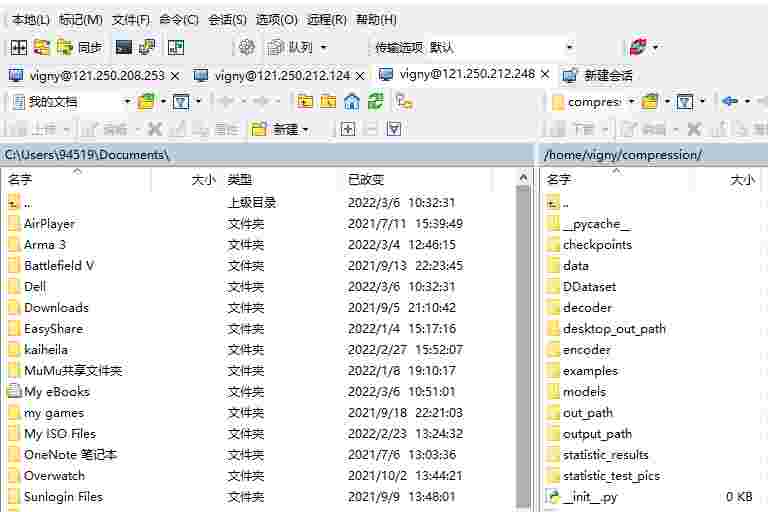 本地(L) 标记(M) 文件(F) 命令(C) 会话(S) 选项(O) 远程(R) 帮助(H)
同步 队列 传输选项 默认
vigny@121.250.208.253 vigny@121.250.212.124 vigny@121.250.212.248 新建会话
我的文档 compres
上传 编辑 属性 新建 下载 编辑
C:\Users\94519\Documents\ /home/vigny/compression/
名字 大小 类型 已改变 名字 大小
.. 上级目录 2022/3/6 10:32:31 ..
AirPlayer 文件夹 2021/7/11 15:39:49 __pycache__
Arma 3 文件夹 2022/3/4 12:46:15 checkpoints
Battlefield V 文件夹 2021/9/13 22:23:45 data
Dell 文件夹 2022/3/6 10:32:31 DDataset
Downloads 文件夹 2021/9/5 21:10:42 decoder
EasyShare 文件夹 2022/1/4 15:17:16 desktop_out_path
kaiheila 文件夹 2022/2/27 15:52:07 encoder
MuMu共享文件夹 文件夹 2022/1/8 19:10:17 examples
My eBooks 文件夹 2022/3/6 10:51:01 models
my games 文件夹 2021/9/18 22:21:03 out_path
My ISO Files 文件夹 2022/2/23 13:24:32 output_path
OneNote 笔记本 文件夹 2021/7/6 13:03:36 statistic_results
Overwatch 文件夹 2021/10/2 13:44:21 statistic_test_pics
Sunlogin Files 文件夹 2021/9/9 13:48:01 __init__.py 0 KB